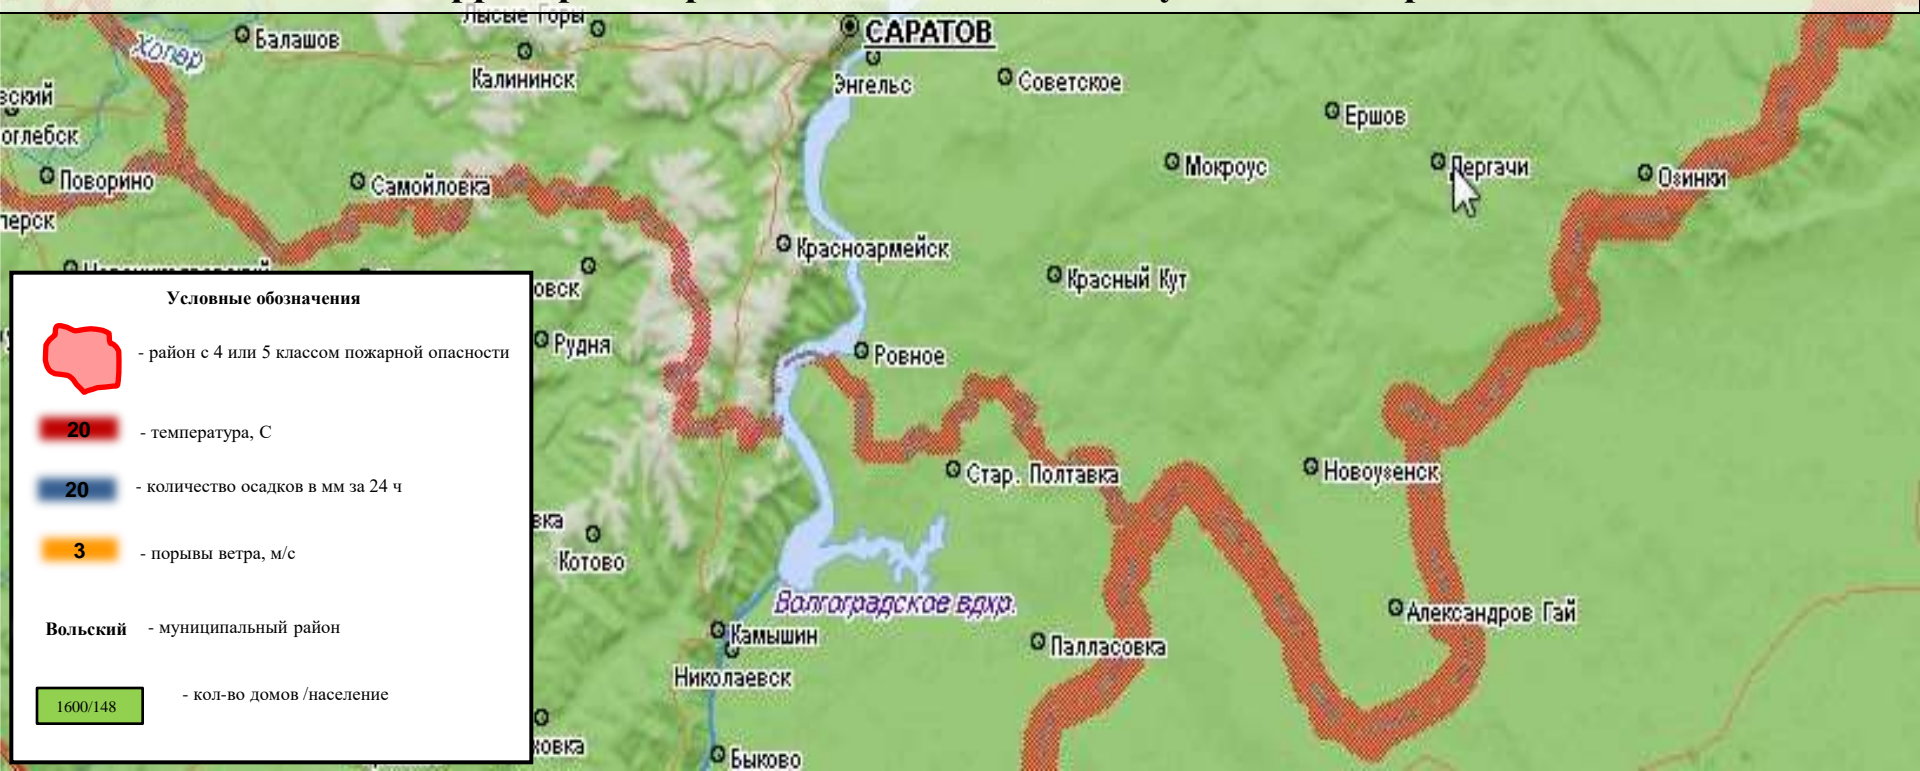 Лысые Горы
Хопер
Балашов
САРАТОВ
Калининск
Энгельс
Советское
Ершов
Мокроус
Дергачи
Озинки
Поворино
Самойловка
Красноармейск
Красный Кут
Рудня
Ровное
Стар. Полтавка
Новоузенск
Котово
Волгоградское вдхр.
Александров Гай
Камышин
Палласовка
Николаевск
Быково
Условные обозначения
- район с 4 или 5 классом пожарной опасности
20 - температура, С
20 - количество осадков в мм за 24 ч
3 - порывы ветра, м/с
Вольский - муниципальный район
1600/148 - кол-во домов /население